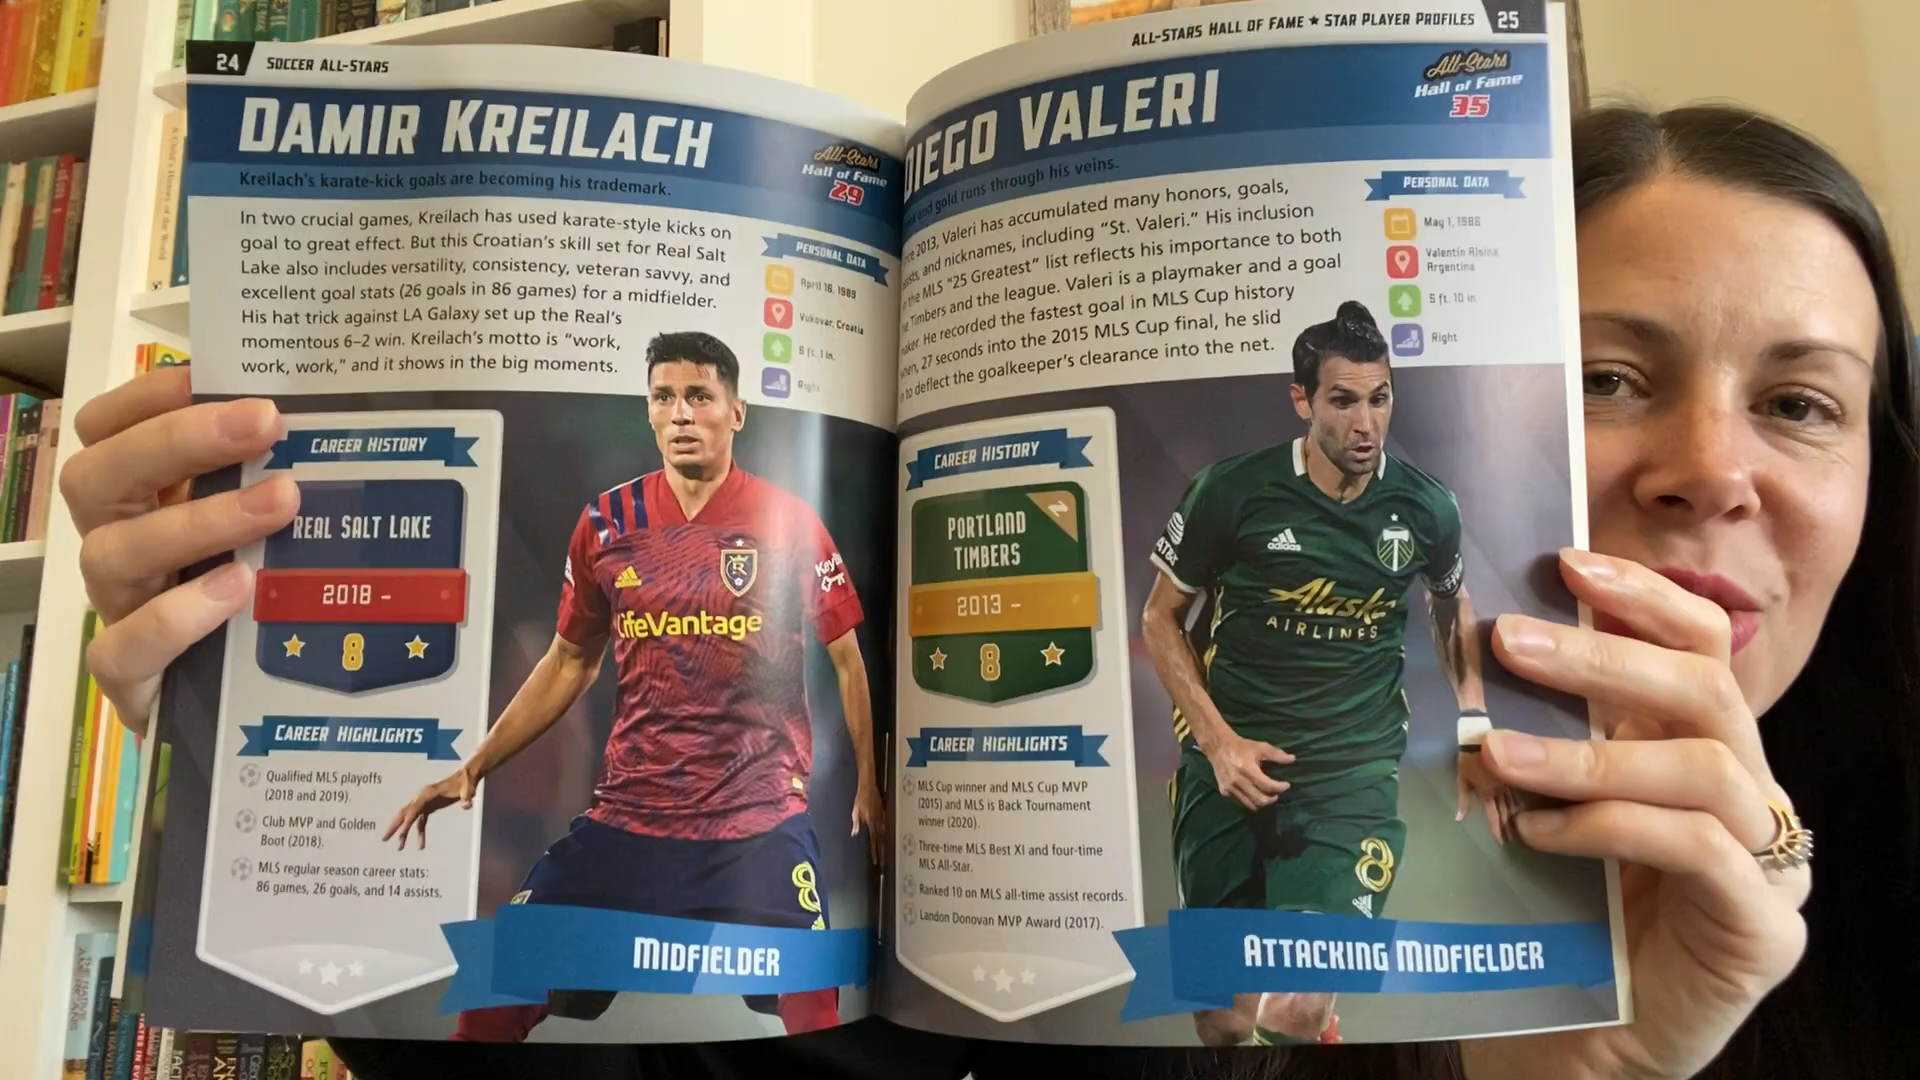 24 SOCCER ALL-STARS
DAMIR KREILACH
Kreilach's karate-kick goals are becoming his trademark.
All-Stars
Hall of Fame
29
In two crucial games, Kreilach has used karate-style kicks on
goal to great effect. But this Croatian's skill set for Real Salt
Lake also includes versatility, consistency, veteran savvy, and
excellent goal stats (26 goals in 86 games) for a midfielder.
His hat trick against LA Galaxy set up the Real's
momentous 6–2 win. Kreilach's motto is "work,
work, work," and it shows in the big moments.
PERSONAL DATA
April 16, 1989
Vukovar, Croatia
6 ft. 1 in.
Right
CAREER HISTORY
REAL SALT LAKE
2018 -
8
CAREER HIGHLIGHTS
Qualified MLS playoffs
(2018 and 2019).
Club MVP and Golden
Boot (2018).
MLS regular season career stats:
86 games, 26 goals, and 14 assists.
LifeVantage
8
MIDFIELDER
ALL-STARS HALL OF FAME ★ STAR PLAYER PROFILES 25
DIEGO VALERI
and gold runs through his veins.
All-Stars
Hall of Fame
35
2013, Valeri has accumulated many honors, goals,
and nicknames, including "St. Valeri." His inclusion
the MLS "25 Greatest" list reflects his importance to both
Timbers and the league. Valeri is a playmaker and a goal
He recorded the fastest goal in MLS Cup history
27 seconds into the 2015 MLS Cup final, he slid
to deflect the goalkeeper's clearance into the net.
PERSONAL DATA
May 1, 1986
Valentín Alsina,
Argentina
5 ft. 10 in.
Right
CAREER HISTORY
PORTLAND
TIMBERS
2013 -
8
CAREER HIGHLIGHTS
MLS Cup winner and MLS Cup MVP
(2015) and MLS is Back Tournament
winner (2020).
Three-time MLS Best XI and four-time
MLS All-Star.
Ranked 10 on MLS all-time assist records.
Landon Donovan MVP Award (2017).
AT&T
adidas
Alaska
AIRLINES
8
ATTACKING MIDFIELDER